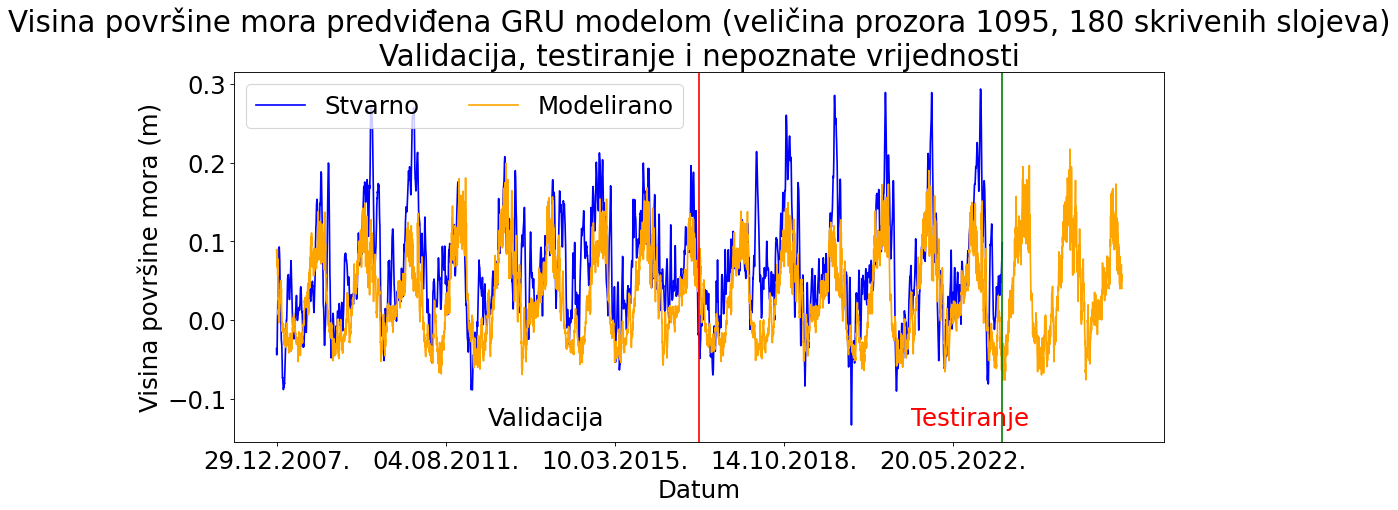 Visina površine mora predviđena GRU modelom (veličina prozora 1095, 180 skrivenih slojeva)
Validacija, testiranje i nepoznate vrijednosti
Stvarno
Modelirano
Visina površine mora (m)
0.3
0.2
0.1
0.0
−0.1
Validacija
Testiranje
29.12.2007.
04.08.2011.
10.03.2015.
14.10.2018.
20.05.2022.
Datum